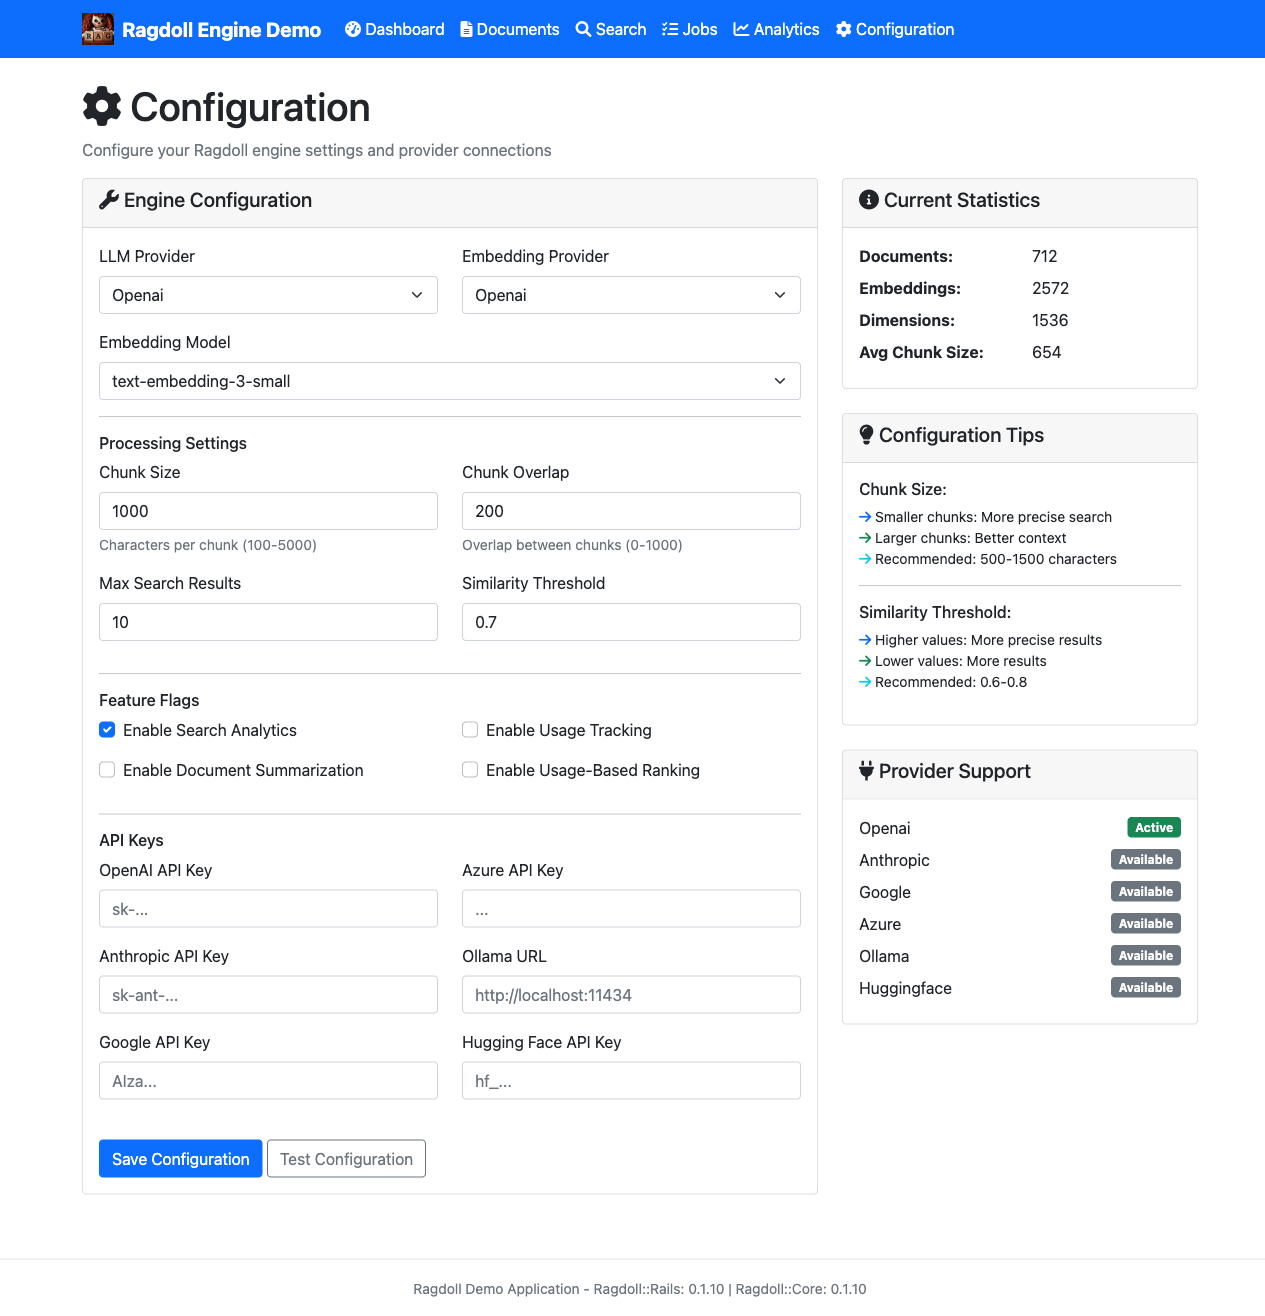 RAG
Ragdoll Engine Demo
Dashboard
Documents
Search
Jobs
Analytics
Configuration
Configuration
Configure your Ragdoll engine settings and provider connections
Engine Configuration
LLM Provider
Embedding Provider
Openai
Openai
Embedding Model
text-embedding-3-small
Processing Settings
Chunk Size
Chunk Overlap
1000
200
Characters per chunk (100-5000)
Overlap between chunks (0-1000)
Max Search Results
Similarity Threshold
10
0.7
Feature Flags
Enable Search Analytics
Enable Usage Tracking
Enable Document Summarization
Enable Usage-Based Ranking
API Keys
OpenAI API Key
Azure API Key
sk-...
...
Anthropic API Key
Ollama URL
sk-ant-...
http://localhost:11434
Google API Key
Hugging Face API Key
AIza...
hf_...
Save Configuration
Test Configuration
Current Statistics
Documents: 712
Embeddings: 2572
Dimensions: 1536
Avg Chunk Size: 654
Configuration Tips
Chunk Size:
Smaller chunks: More precise search
Larger chunks: Better context
Recommended: 500-1500 characters
Similarity Threshold:
Higher values: More precise results
Lower values: More results
Recommended: 0.6-0.8
Provider Support
Openai Active
Anthropic Available
Google Available
Azure Available
Ollama Available
Huggingface Available
Ragdoll Demo Application - Ragdoll::Rails: 0.1.10 | Ragdoll::Core: 0.1.10